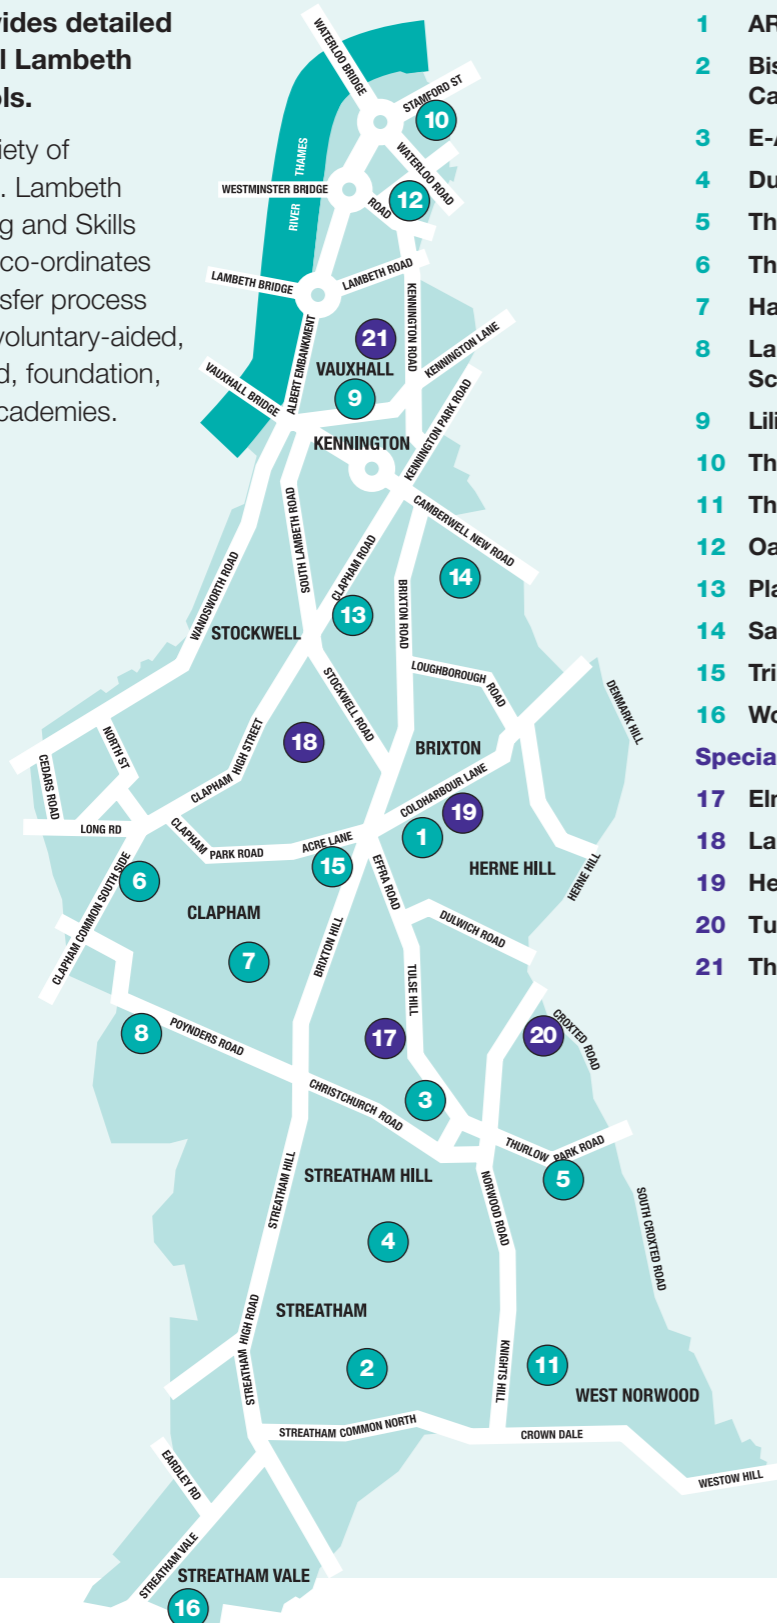 vides detailed
l Lambeth
ols.
iety of
. Lambeth
g and Skills
co-ordinates
sfer process
voluntary-aided,
d, foundation,
cademies.
WATERLOO BRIDGE
STAMFORD ST
10
RIVER THAMES
WATERLOO ROAD
WESTMINSTER BRIDGE
ROAD
12
LAMBETH BRIDGE
LAMBETH ROAD
KENNINGTON ROAD
21
VAUXHALL
KENNINGTON LANE
ALBERT EMBANKMENT
VAUXHALL BRIDGE
9
KENNINGTON PARK ROAD
KENNINGTON
CAMBERWELL NEW ROAD
SOUTH LAMBETH ROAD
CLAPHAM ROAD
WANDSWORTH ROAD
14
BRIXTON ROAD
13
STOCKWELL
LOUGHBOROUGH ROAD
STOCKWELL ROAD
DENMARK HILL
NORTH ST
18
BRIXTON
CLAPHAM HIGH STREET
CEDARS ROAD
COLDHARBOUR LANE
19
LONG RD
CLAPHAM
PARK ROAD
ACRE LANE
1
15
HERNE HILL
HERNE HILL
EFFRA ROAD
6
CLAPHAM COMMON SOUTH SIDE
CLAPHAM
DULWICH ROAD
BRIXTON HILL
7
TULSE HILL
8
POYNDERS ROAD
17
20
CROXTED ROAD
CHRISTCHURCH ROAD
3
THURLOW PARK ROAD
5
STREATHAM HILL
STREATHAM HILL
NORWOOD ROAD
SOUTH CROXTED ROAD
4
STREATHAM
STREATHAM HIGH ROAD
2
KNIGHTS HILL
11
WEST NORWOOD
STREATHAM COMMON NORTH
CROWN DALE
WESTOW HILL
EARDLEY RD
STREATHAM VALE
STREATHAM VALE
16
1 AR
2 Bis
Ca
3 E-A
4 Du
5 Th
6 Th
7 Ha
8 La
Sc
9 Lili
10 Th
11 Th
12 Oa
13 Pla
14 Sa
15 Tri
16 Wo
Specia
17 Elm
18 La
19 He
20 Tu
21 Th